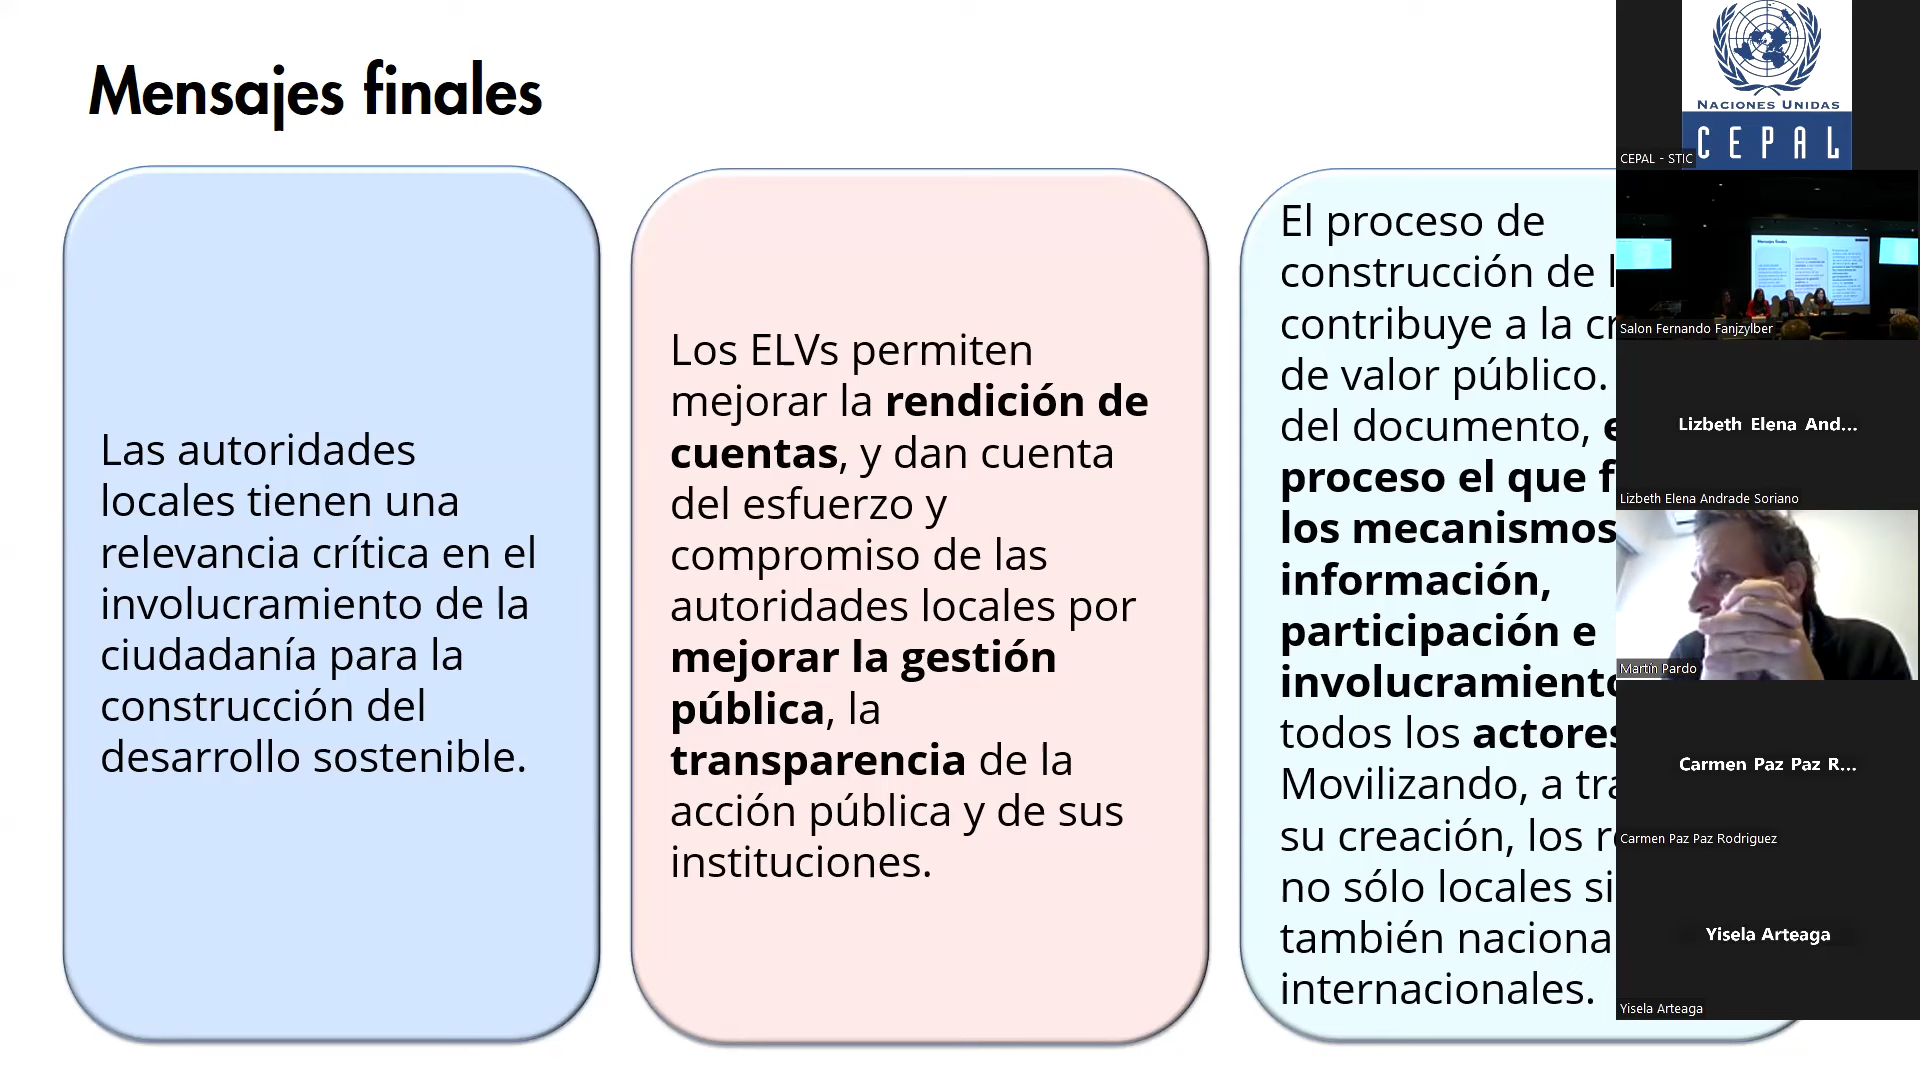 Mensajes finales
Las autoridades
locales tienen una
relevancia crítica en el
involucramiento de la
ciudadanía para la
construcción del
desarrollo sostenible.
Los ELVs permiten
mejorar la rendición de
cuentas, y dan cuenta
del esfuerzo y
compromiso de las
autoridades locales por
mejorar la gestión
pública, la
transparencia de la
acción pública y de sus
instituciones.
El proceso de
construcción de
contribuye a la
de valor público.
del documento,
proceso el que
los mecanismos
información,
participación e
involucramiento
todos los actores
Movilizando, a
su creación, los
no sólo locales
también
internacionales.
NACIONES UNIDAS
CEPAL
CEPAL - STIC
Mensajes finales
Salon Fernando Fanjzylber
Lizbeth Elena And...
Lizbeth Elena Andrade Soriano
Martín Pardo
Carmen Paz Paz R...
Carmen Paz Paz Rodriguez
Yisela Arteaga
Yisela Arteaga